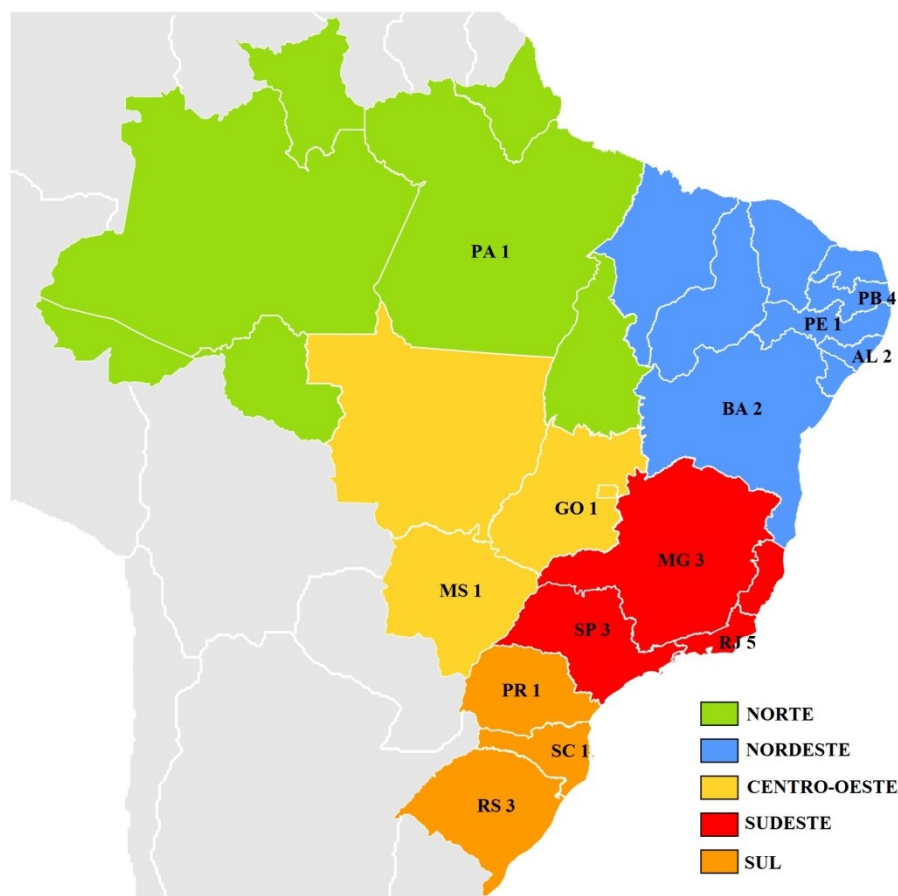 PA 1
PB 4
PE 1
AL 2
BA 2
GO 1
MG 3
MS 1
SP 3
RJ 5
PR 1
SC 1
RS 3
NORTE
NORDESTE
CENTRO-OESTE
SUDESTE
SUL